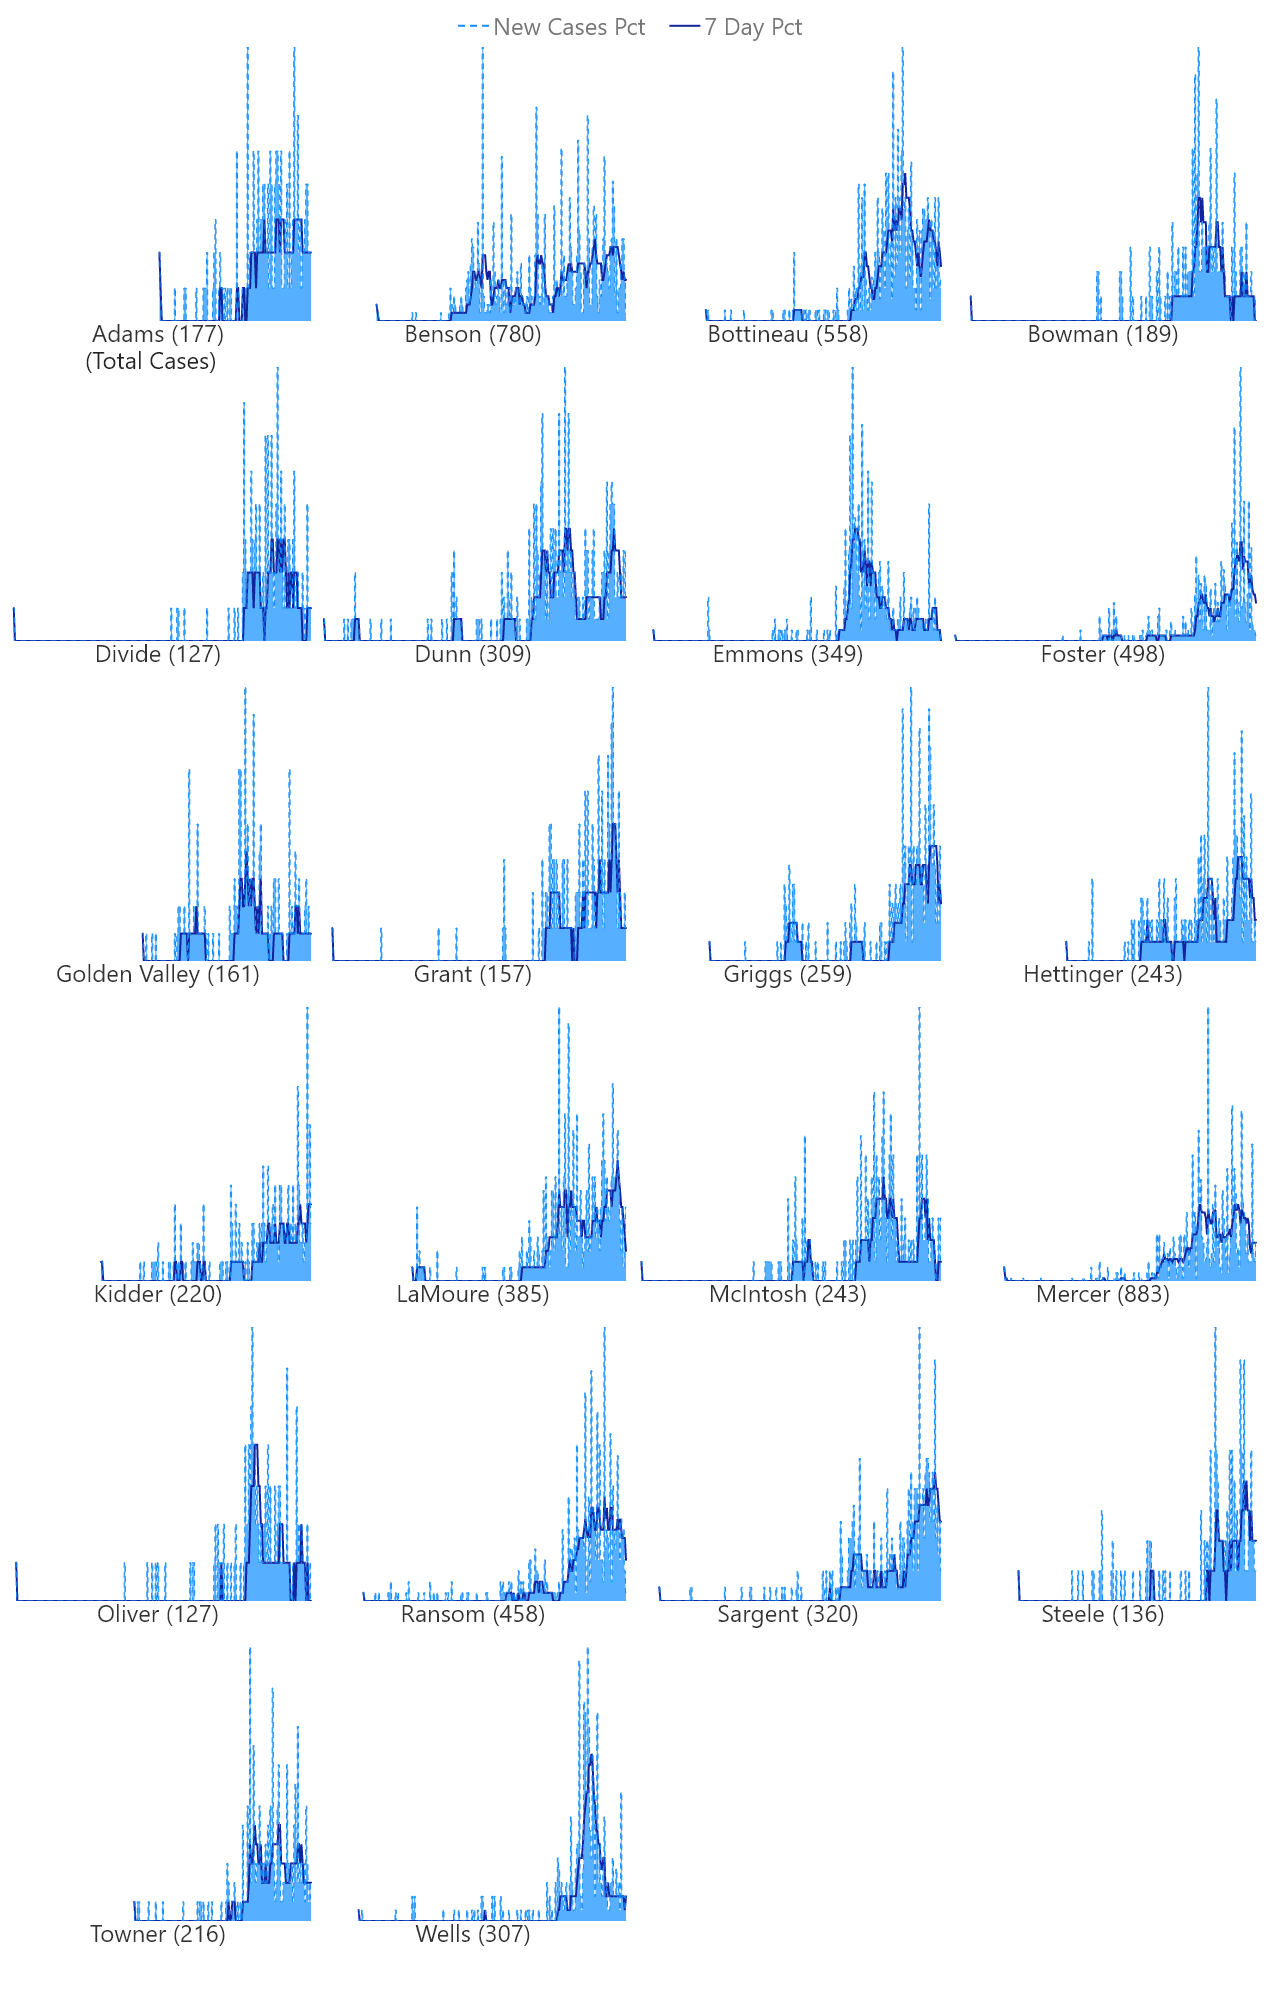 New Cases Pct 7 Day Pct
Adams (177) Benson (780) Bottineau (558) Bowman (189)
(Total Cases)
Divide (127) Dunn (309) Emmons (349) Foster (498)
Golden Valley (161) Grant (157) Griggs (259) Hettinger (243)
Kidder (220) LaMoure (385) McIntosh (243) Mercer (883)
Oliver (127) Ransom (458) Sargent (320) Steele (136)
Towner (216) Wells (307)